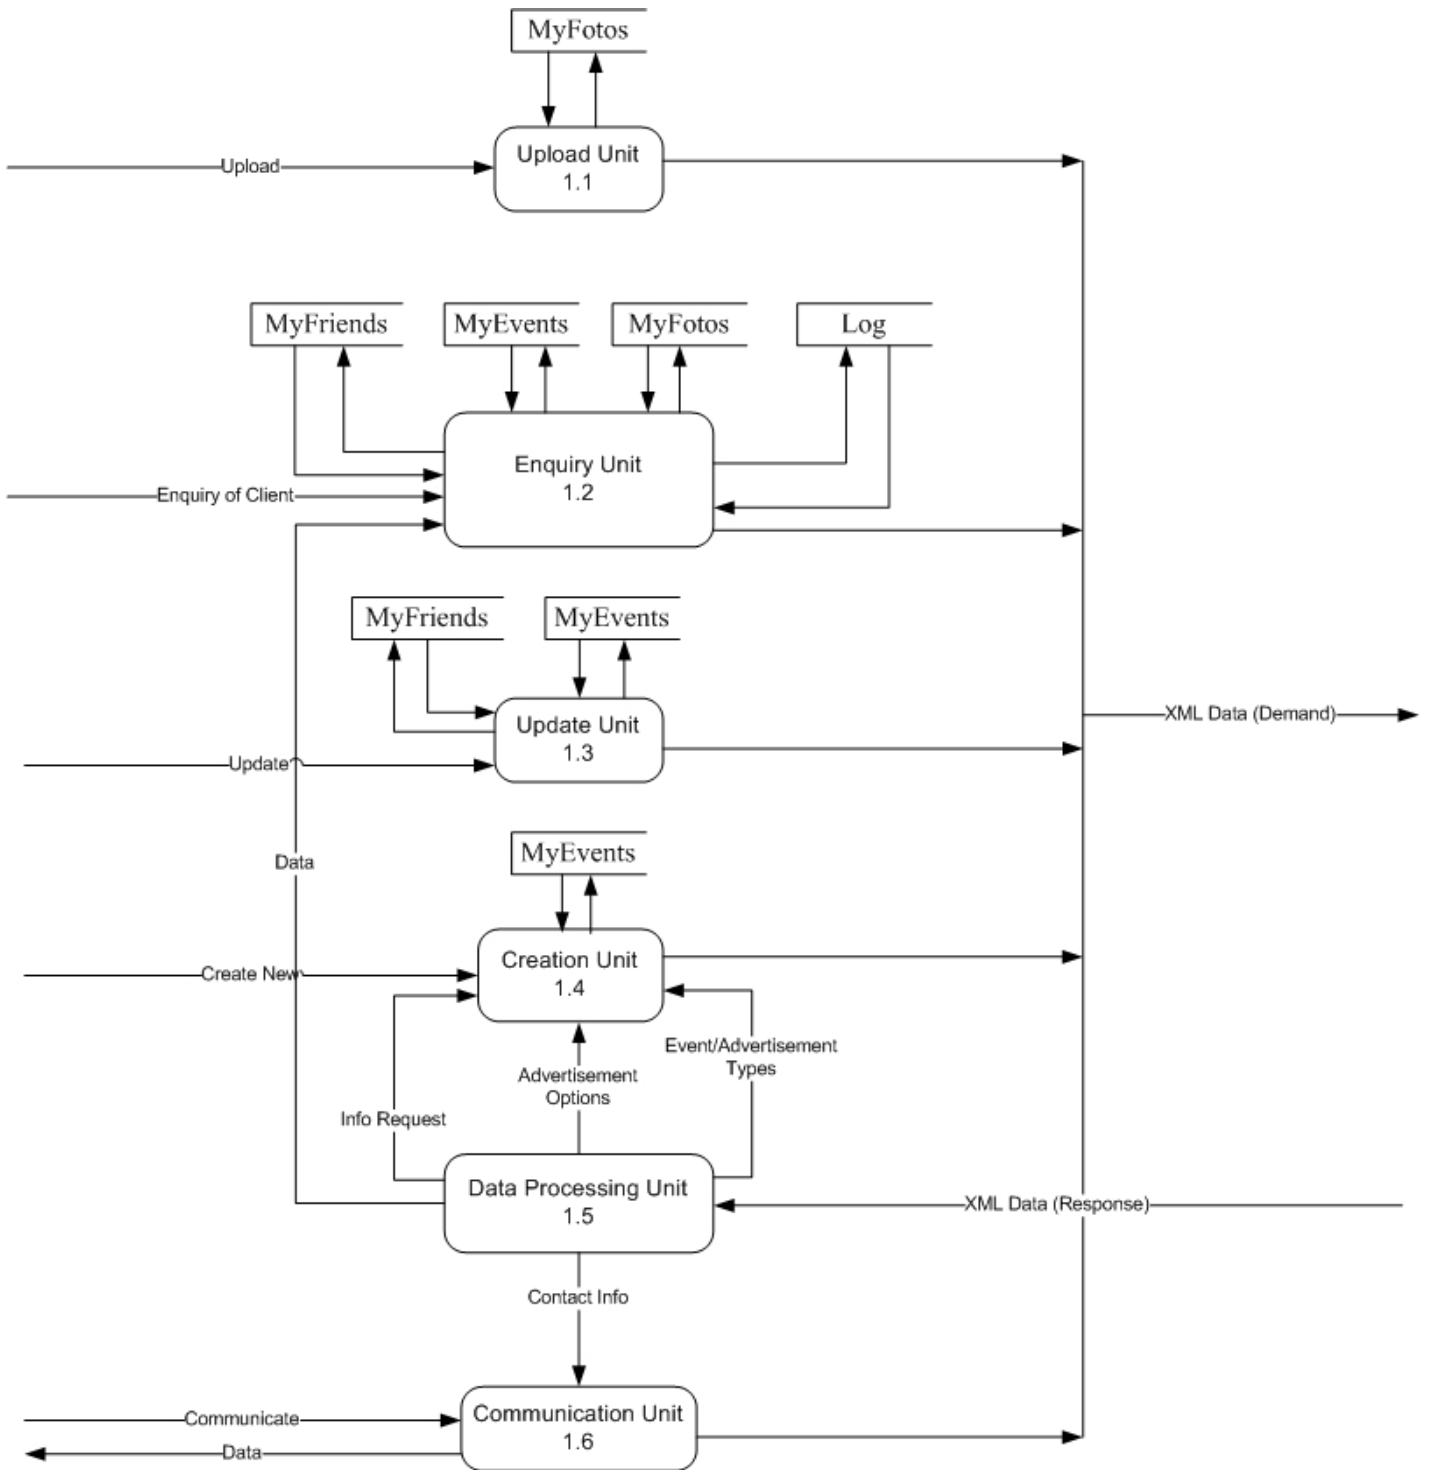 MyFotos
Upload Unit
1.1
Upload
MyFriends
MyEvents
MyFotos
Log
Enquiry Unit
1.2
Enquiry of Client
MyFriends
MyEvents
Update Unit
1.3
XML Data (Demand)
Update
MyEvents
Data
Creation Unit
1.4
Create New
Event/Advertisement
Types
Advertisement
Options
Info Request
Data Processing Unit
1.5
XML Data (Response)
Contact Info
Communication Unit
1.6
Communicate
Data